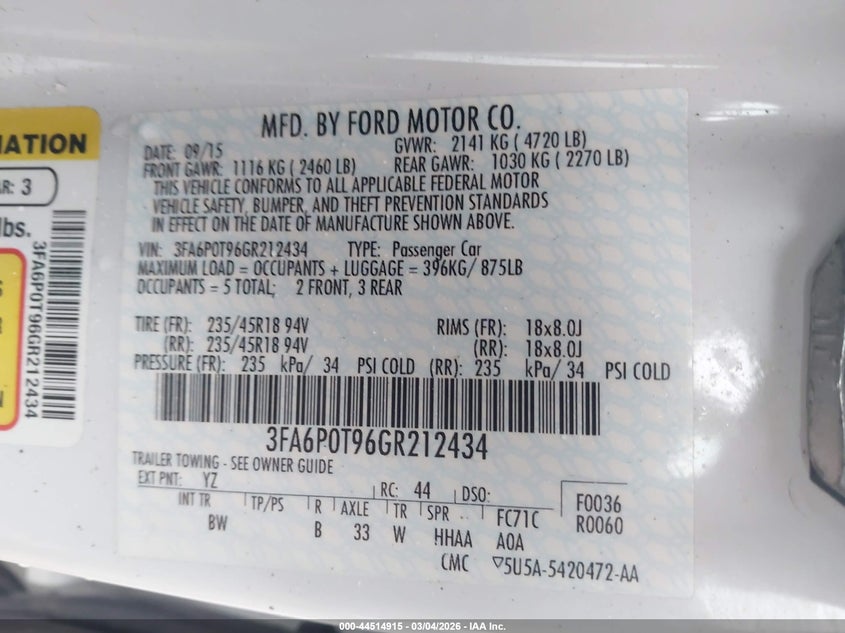 MATION
AR: 3
lbs.
S
R
N
3FA6P0T96GR212434
MFD. BY FORD MOTOR CO.
DATE: 09/15 GVWR: 2141 KG ( 4720 LB)
FRONT GAWR: 1116 KG ( 2460 LB) REAR GAWR: 1030 KG ( 2270 LB)
THIS VEHICLE CONFORMS TO ALL APPLICABLE FEDERAL MOTOR
VEHICLE SAFETY, BUMPER, AND THEFT PREVENTION STANDARDS
IN EFFECT ON THE DATE OF MANUFACTURE SHOWN ABOVE.
VIN: 3FA6P0T96GR212434 TYPE: Passenger Car
MAXIMUM LOAD = OCCUPANTS + LUGGAGE = 396KG/ 875LB
OCCUPANTS = 5 TOTAL; 2 FRONT, 3 REAR
TIRE (FR): 235/45R18 94V RIMS (FR): 18x8.0J
(RR): 235/45R18 94V (RR): 18x8.0J
PRESSURE (FR): 235 kPa/ 34 PSI COLD (RR): 235 kPa/ 34 PSI COLD
3FA6P0T96GR212434
TRAILER TOWING - SEE OWNER GUIDE
EXT PNT: YZ RC: 44 DSO: F0036
INT TR TP/PS R AXLE TR SPR FC71C R0060
BW B 33 W HHAA A0A
CMC ▽5U5A-5420472-AA
000-44514915 - 03/04/2026 - IAA Inc.